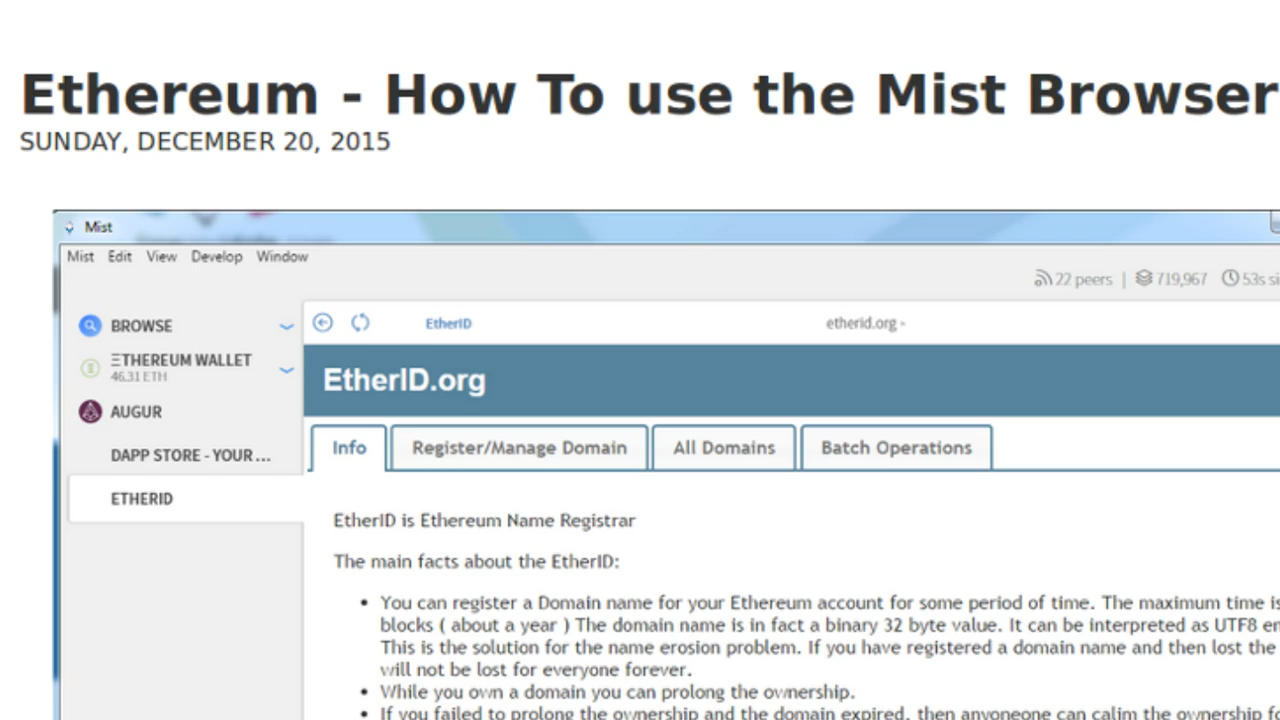 Ethereum - How To use the Mist Browser
SUNDAY, DECEMBER 20, 2015
Mist
Mist Edit View Develop Window
22 peers | 719,967 53s si
BROWSE
EtherID
etherid.org
ΞTHEREUM WALLET
46.31 ETH
EtherID.org
AUGUR
Info Register/Manage Domain All Domains Batch Operations
DAPP STORE - YOUR ...
ETHERID
EtherID is Ethereum Name Registrar
The main facts about the EtherID:
• You can register a Domain name for your Ethereum account for some period of time. The maximum time is
blocks ( about a year ) The domain name is in fact a binary 32 byte value. It can be interpreted as UTF8 en
This is the solution for the name erosion problem. If you have registered a domain name and then lost the
will not be lost for everyone forever.
• While you own a domain you can prolong the ownership.
• If you failed to prolong the ownership and the domain expired, then anyoneone can calim the ownership fo